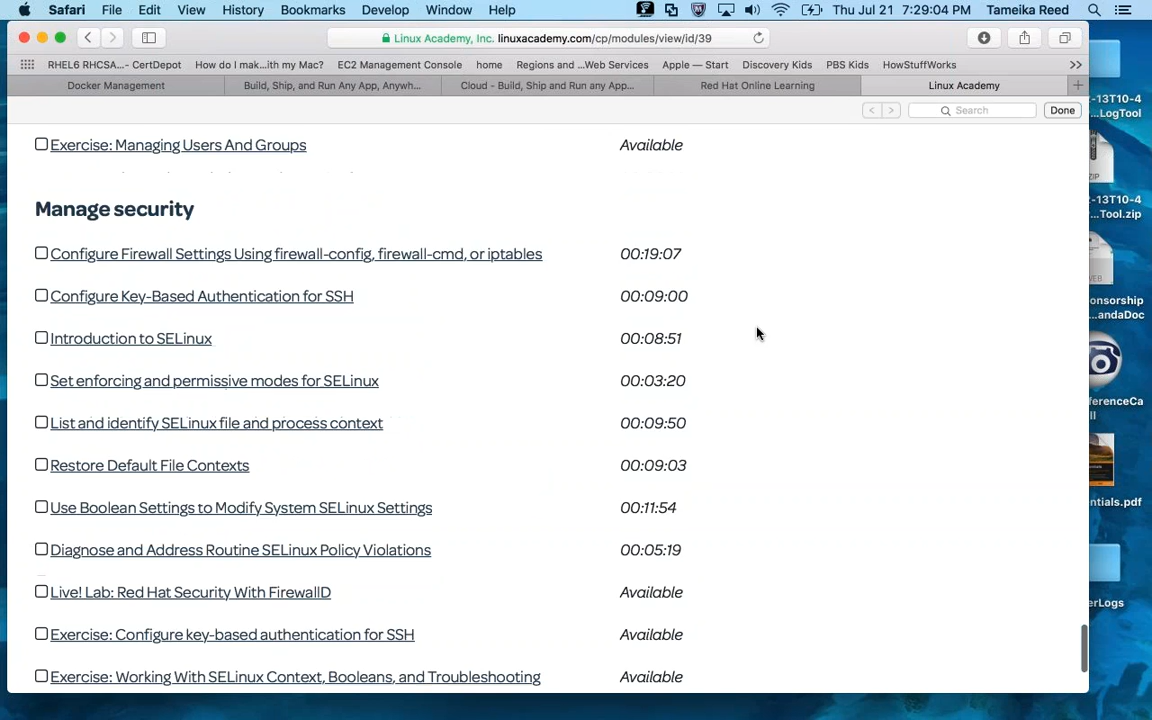 Safari File Edit View History Bookmarks Develop Window Help Thu Jul 21 7:29:04 PM Tameika Reed
Linux Academy, Inc. linuxacademy.com/cp/modules/view/id/39
RHEL6 RHCSA... - CertDepot How do I mak...ith my Mac? EC2 Management Console home Regions and ...Web Services Apple — Start Discovery Kids PBS Kids HowStuffWorks >>
Docker Management Build, Ship, and Run Any App, Anywh... Cloud - Build, Ship and Run any App... Red Hat Online Learning Linux Academy +
< > Search Done
Exercise: Managing Users And Groups Available
Manage security
Configure Firewall Settings Using firewall-config, firewall-cmd, or iptables 00:19:07
Configure Key-Based Authentication for SSH 00:09:00
Introduction to SELinux 00:08:51
Set enforcing and permissive modes for SELinux 00:03:20
List and identify SELinux file and process context 00:09:50
Restore Default File Contexts 00:09:03
Use Boolean Settings to Modify System SELinux Settings 00:11:54
Diagnose and Address Routine SELinux Policy Violations 00:05:19
Live! Lab: Red Hat Security With FirewallD Available
Exercise: Configure key-based authentication for SSH Available
Exercise: Working With SELinux Context, Booleans, and Troubleshooting Available
-13T10-4
...LogTool
ZIP
-13T10-4
...Tool.zip
onsorship
...andaDoc
ferenceCa
ll
ntials.pdf
erLogs